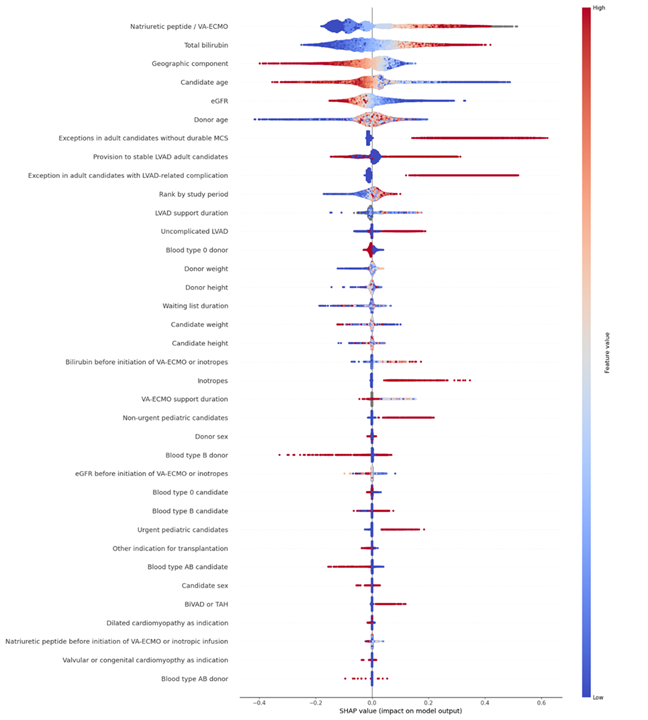 High
Natriuretic peptide / VA-ECMO
Total bilirubin
Geographic component
Candidate age
eGFR
Donor age
Exceptions in adult candidates without durable MCS
Provision to stable LVAD adult candidates
Exception in adult candidates with LVAD-related complication
Rank by study period
LVAD support duration
Uncomplicated LVAD
Blood type 0 donor
Donor weight
Donor height
Waiting list duration
Candidate weight
Candidate height
Bilirubin before initiation of VA-ECMO or inotropes
Inotropes
VA-ECMO support duration
Non-urgent pediatric candidates
Donor sex
Blood type B donor
eGFR before initiation of VA-ECMO or inotropes
Blood type 0 candidate
Blood type B candidate
Urgent pediatric candidates
Other indication for transplantation
Blood type AB candidate
Candidate sex
BiVAD or TAH
Dilated cardiomyopathy as indication
Natriuretic peptide before initiation of VA-ECMO or inotropic infusion
Valvular or congenital cardiomyopthy as indication
Blood type AB donor
Feature value
Low
−0.4 −0.2 0.0 0.2 0.4 0.6
SHAP value (impact on model output)